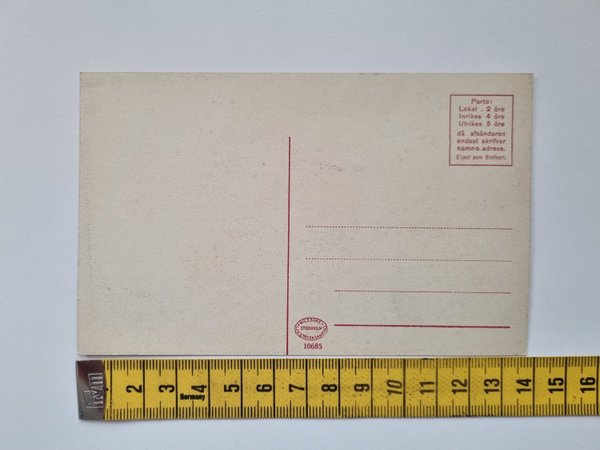 Porto:
Lokal . 2 öre
Inrikes 4 öre
Utrikes 5 öre
då afsändaren
endast skrifver
namn o. adress.
Eljest som Brefkort.
STOCKHOLM
10685
2 3 4 5 6 7 8 9 10 11 12 13 14 15 16
Germany